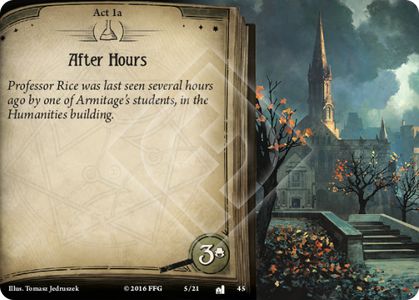 Act 1a
After Hours
Professor Rice was last seen several hours
ago by one of Armitage's students, in the
Humanities building.
3
Illus. Tomasz Jedruszek © 2016 FFG 5/21 45